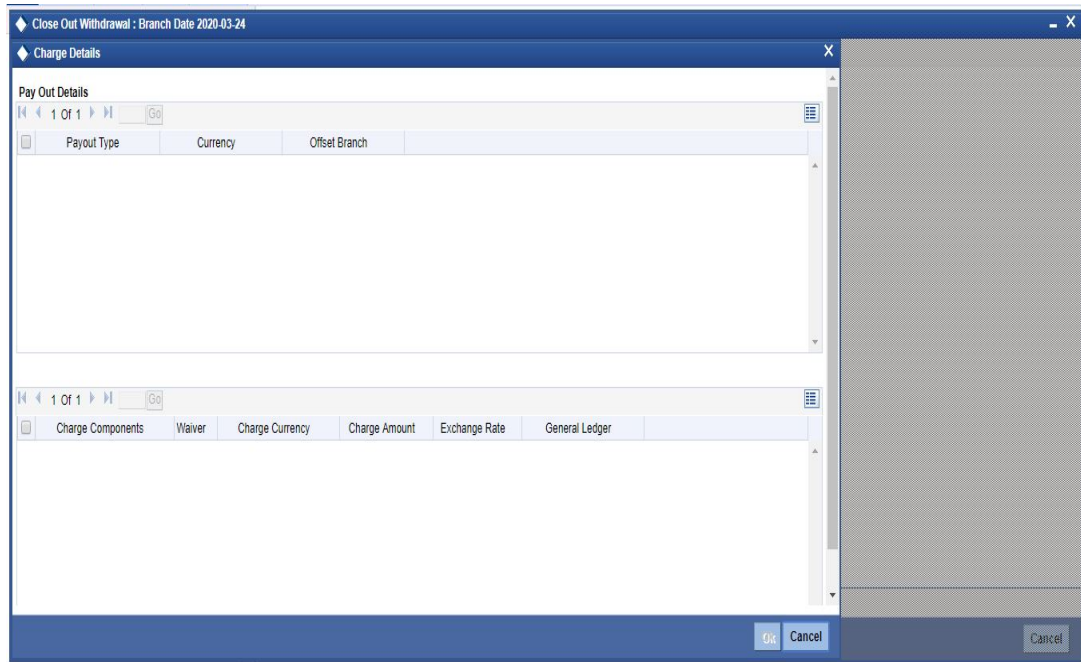 Close Out Withdrawal : Branch Date 2020-03-24
Charge Details
Pay Out Details
1 Of 1 Go
Payout Type Currency Offset Branch
1 Of 1 Go
Charge Components Waiver Charge Currency Charge Amount Exchange Rate General Ledger
Ok Cancel
Cancel